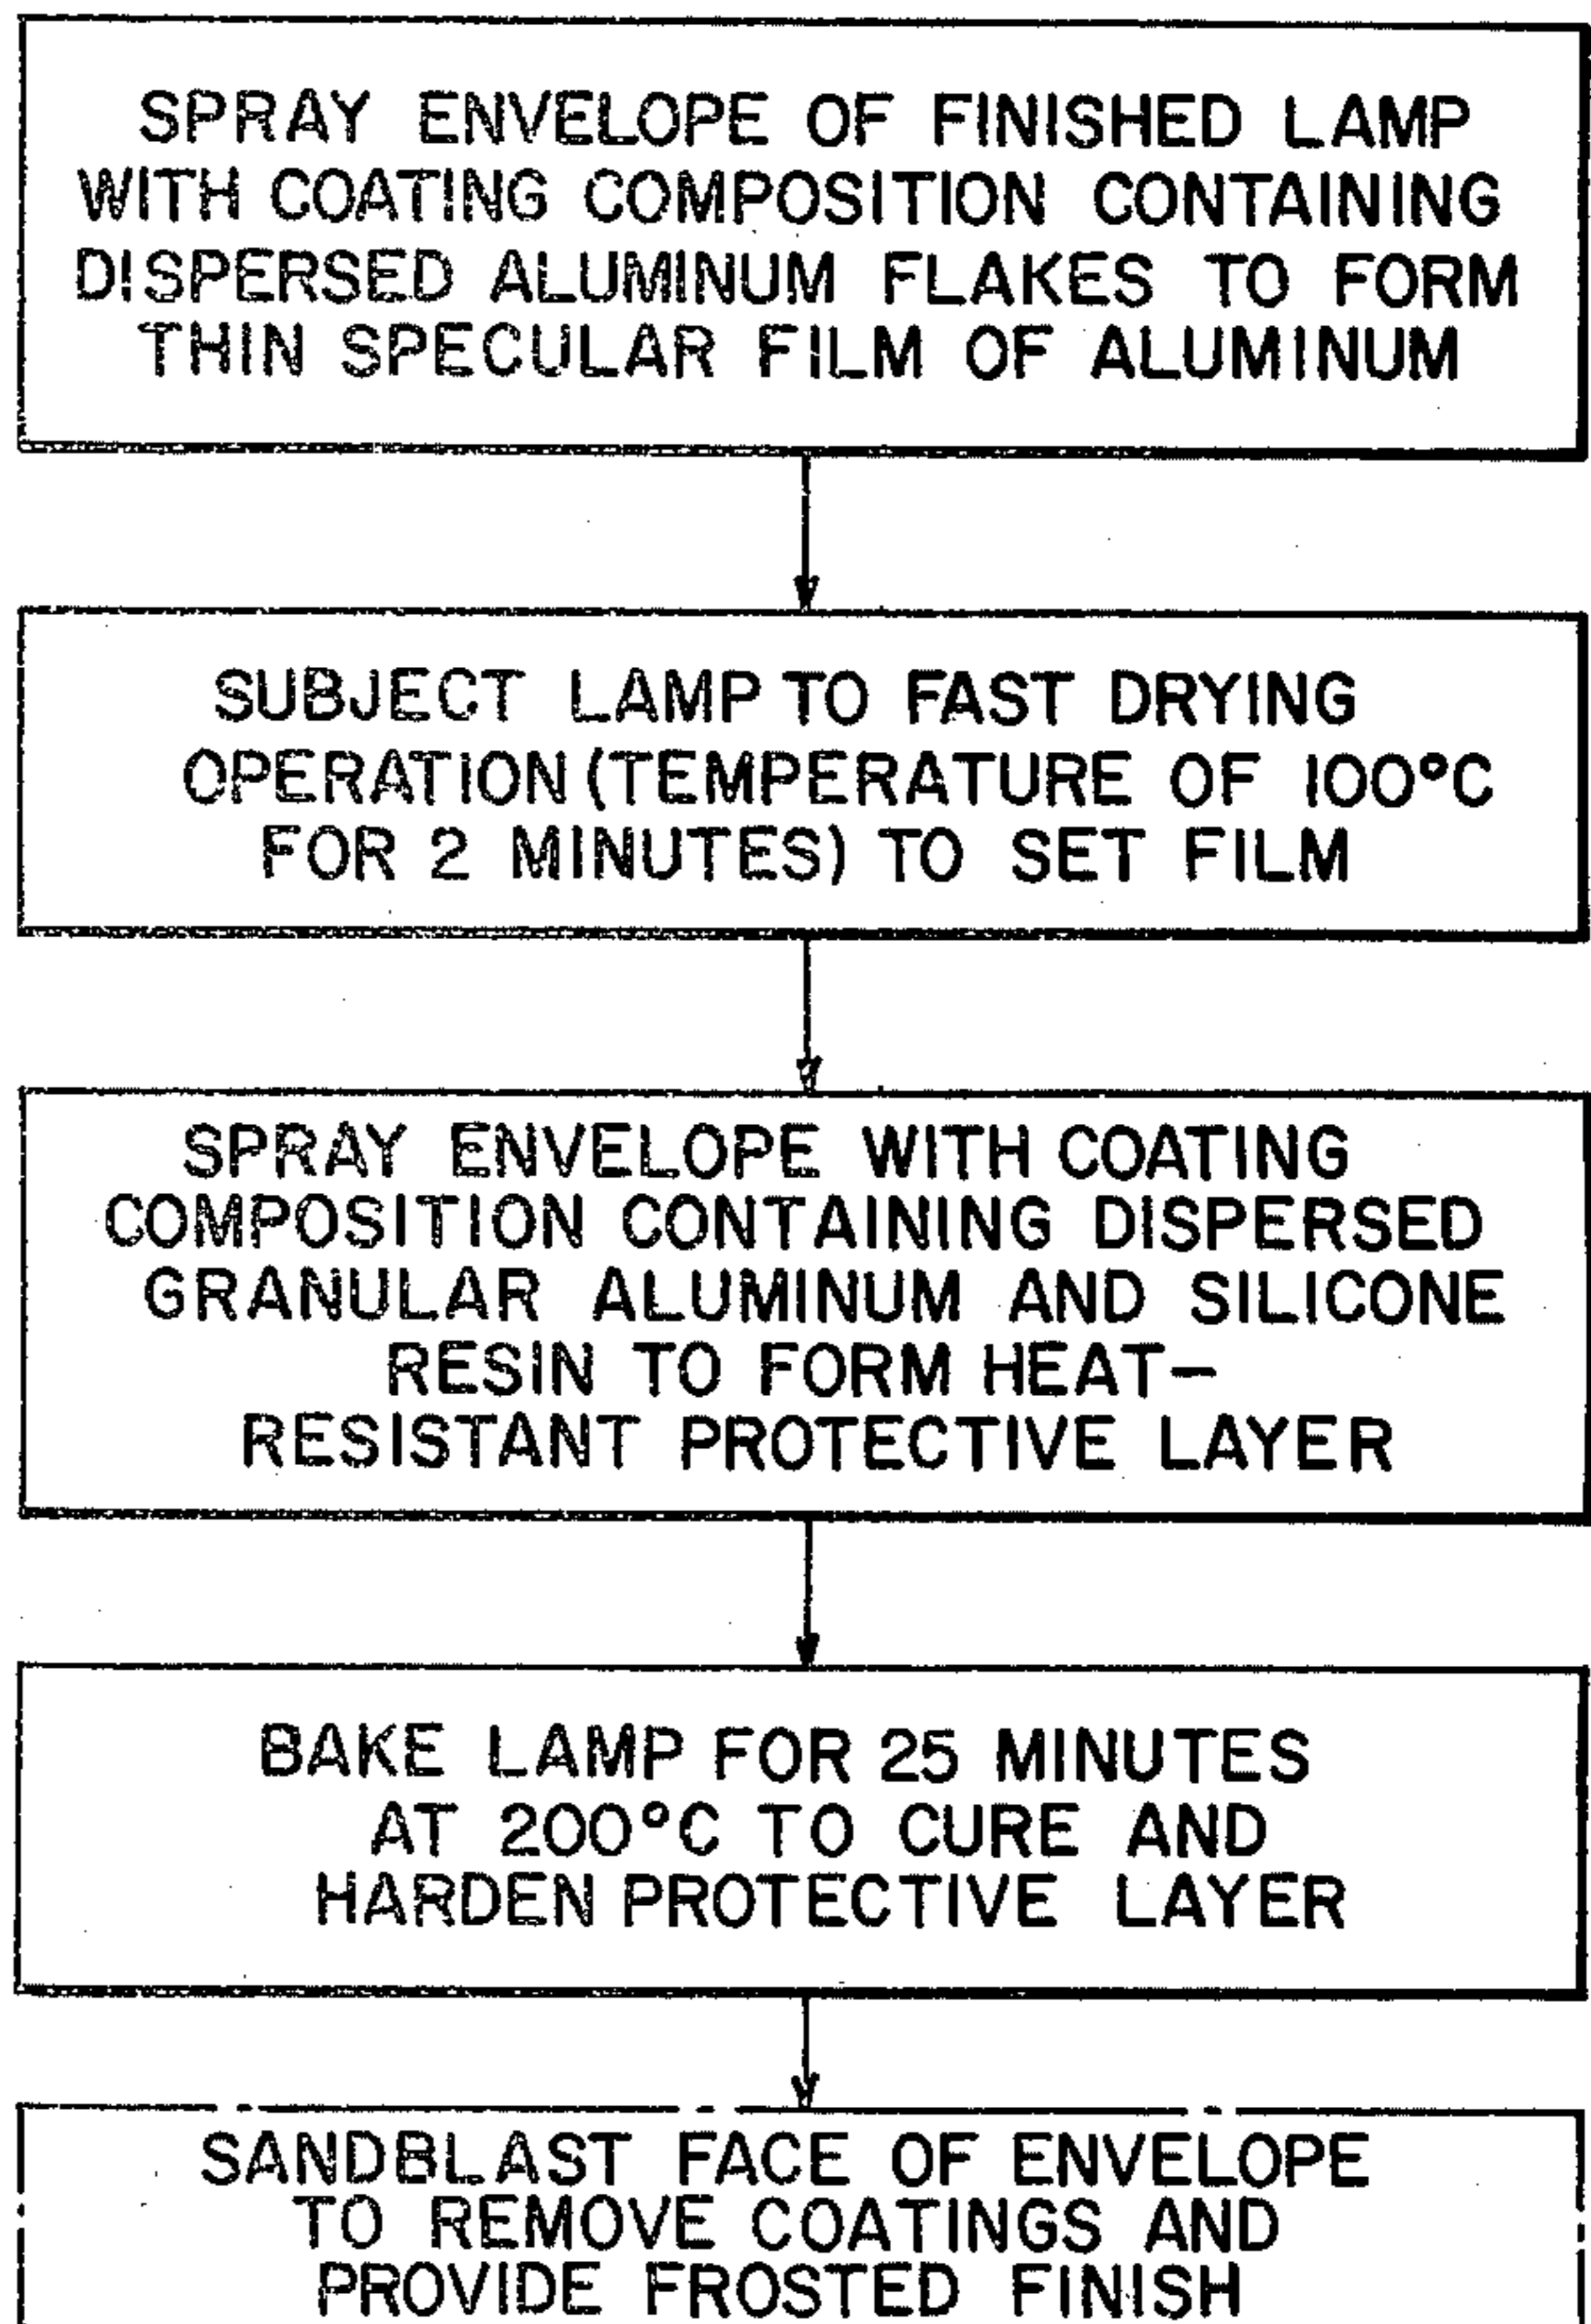 SPRAY ENVELOPE OF FINISHED LAMP
WITH COATING COMPOSITION CONTAINING
DISPERSED ALUMINUM FLAKES TO FORM
THIN SPECULAR FILM OF ALUMINUM
SUBJECT LAMP TO FAST DRYING
OPERATION (TEMPERATURE OF 100°C
FOR 2 MINUTES) TO SET FILM
SPRAY ENVELOPE WITH COATING
COMPOSITION CONTAINING DISPERSED
GRANULAR ALUMINUM AND SILICONE
RESIN TO FORM HEAT-
RESISTANT PROTECTIVE LAYER
BAKE LAMP FOR 25 MINUTES
AT 200°C TO CURE AND
HARDEN PROTECTIVE LAYER
SANDBLAST FACE OF ENVELOPE
TO REMOVE COATINGS AND
PROVIDE FROSTED FINISH